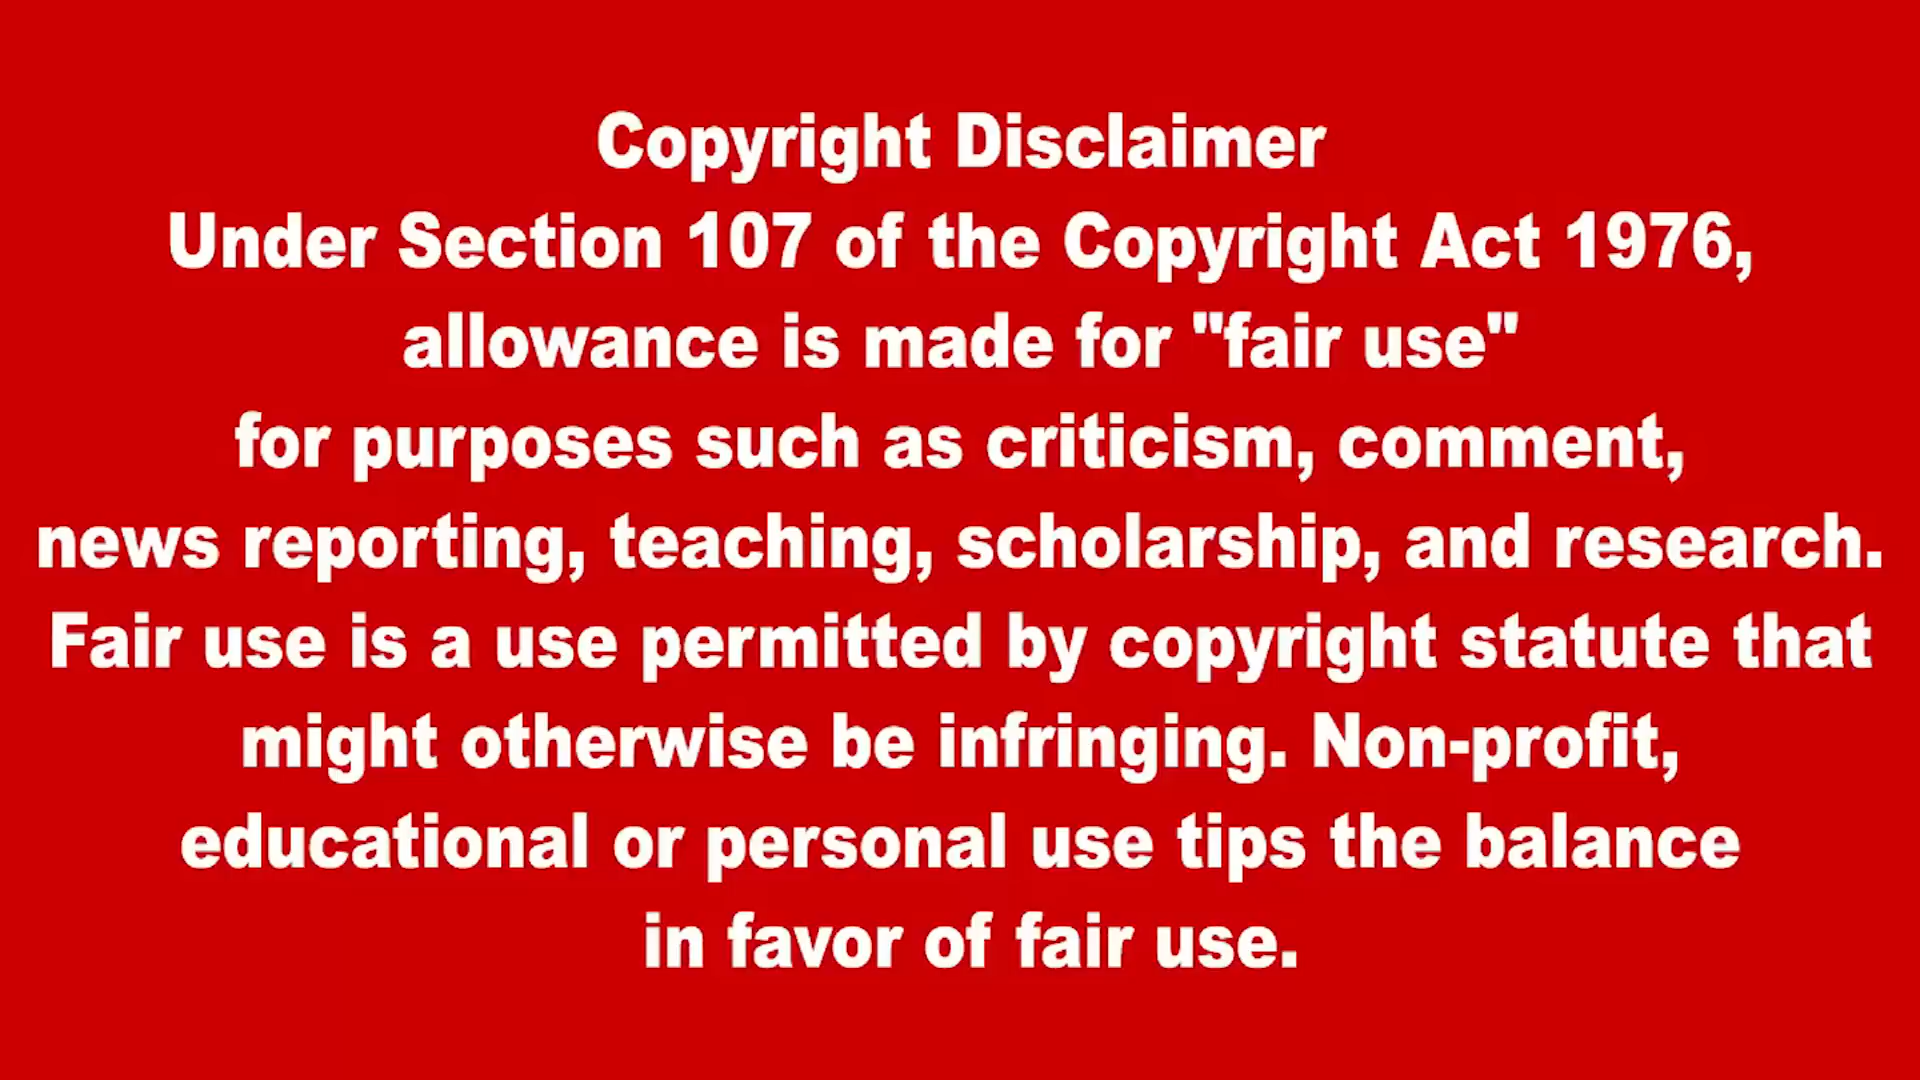 Copyright Disclaimer
Under Section 107 of the Copyright Act 1976,
allowance is made for "fair use"
for purposes such as criticism, comment,
news reporting, teaching, scholarship, and research.
Fair use is a use permitted by copyright statute that
might otherwise be infringing. Non-profit,
educational or personal use tips the balance
in favor of fair use.